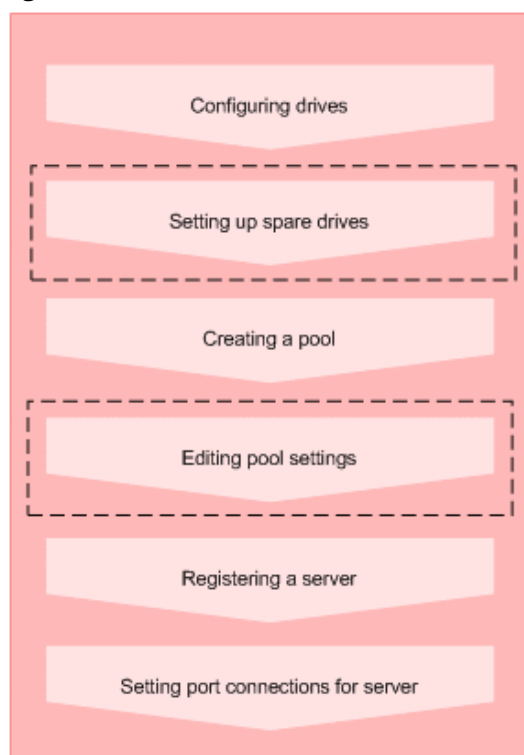 Configuring drives
Setting up spare drives
Creating a pool
Editing pool settings
Registering a server
Setting port connections for server